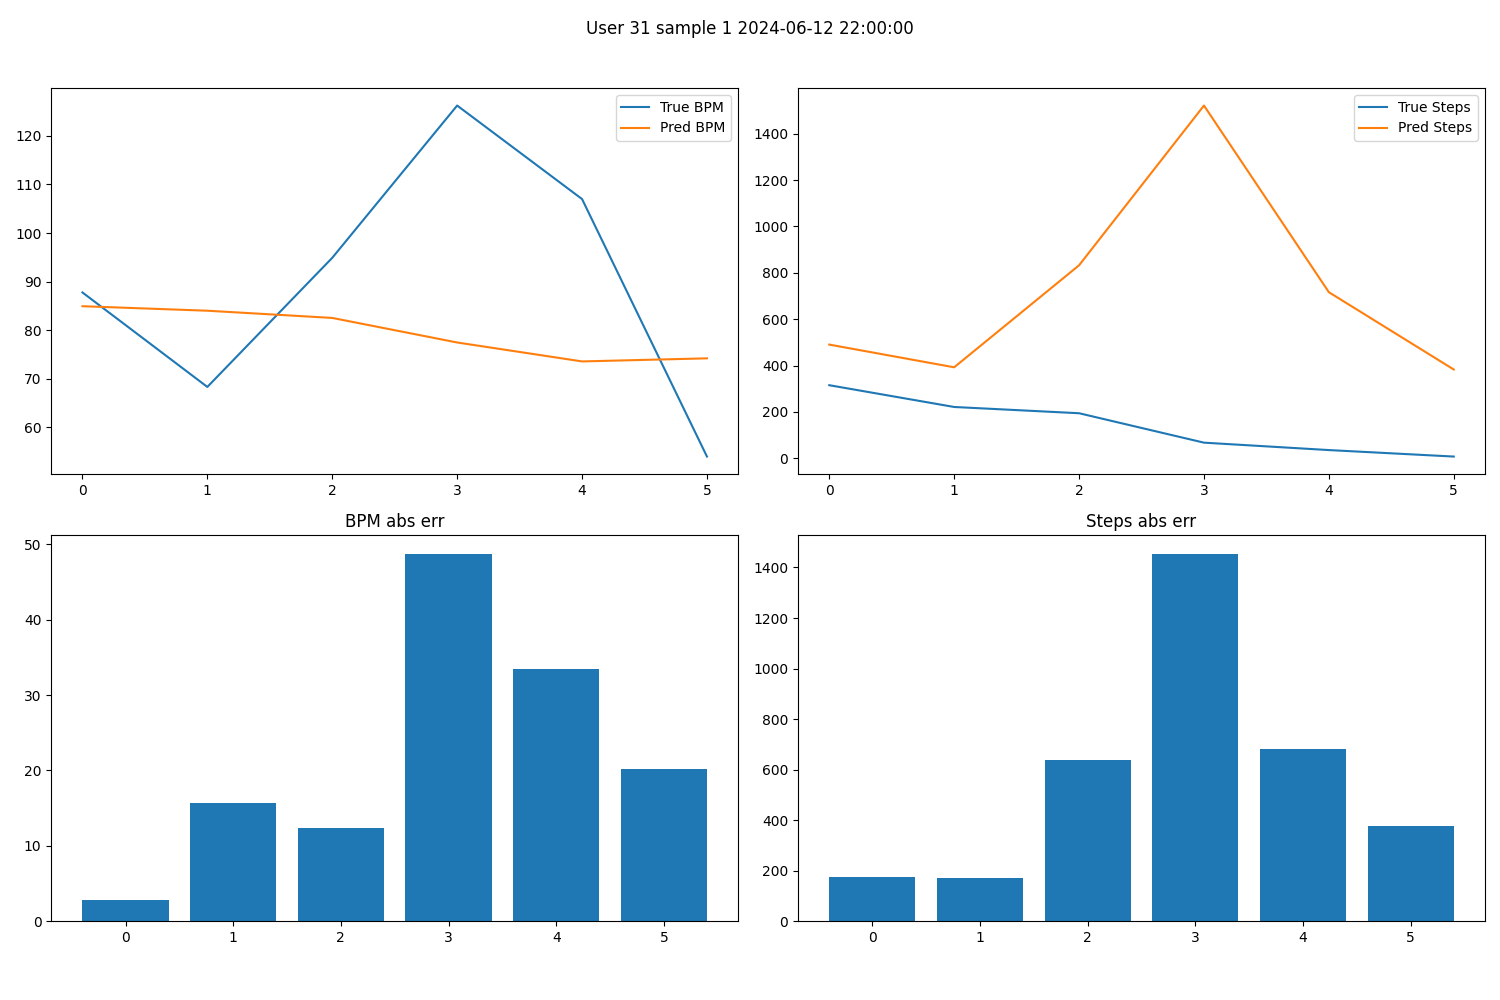 User 31 sample 1 2024-06-12 22:00:00
True BPM
Pred BPM
120
110
100
90
80
70
60
0 1 2 3 4 5
True Steps
Pred Steps
1400
1200
1000
800
600
400
200
0
0 1 2 3 4 5
BPM abs err
50
40
30
20
10
0
0 1 2 3 4 5
Steps abs err
1400
1200
1000
800
600
400
200
0
0 1 2 3 4 5